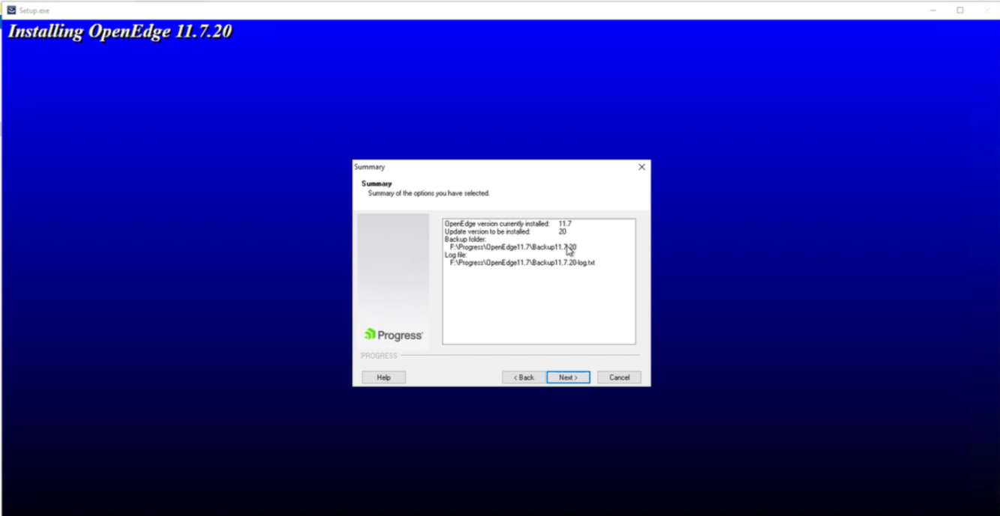 Setup.exe
Installing OpenEdge 11.7.20
Summary
Summary
Summary of the options you have selected.
OpenEdge version currently installed: 11.7
Update version to be installed: 20
Backup folder:
F:\Progress\OpenEdge11.7\Backup11.7.20
Log file:
F:\Progress\OpenEdge11.7\Backup11.7.20-log.txt
Progress
PROGRESS
Help
< Back
Next >
Cancel